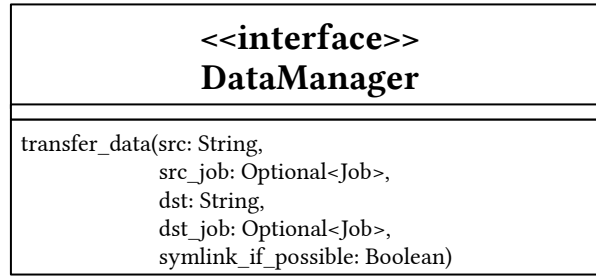 <<interface>>
DataManager
transfer_data(src: String,
src_job: Optional<Job>,
dst: String,
dst_job: Optional<Job>,
symlink_if_possible: Boolean)